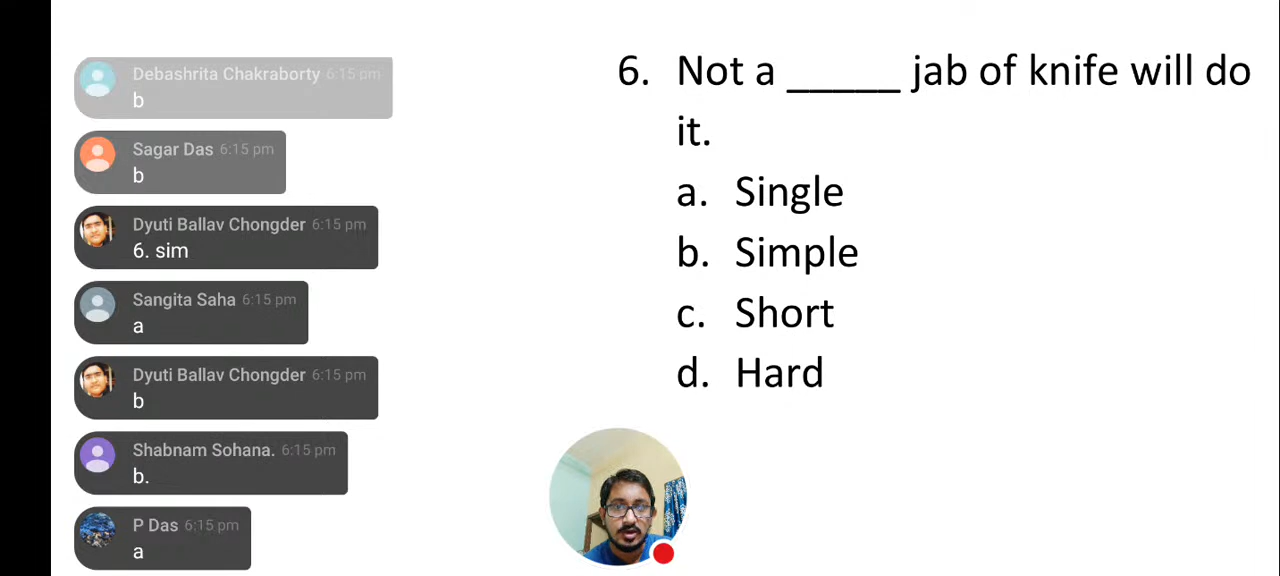 Debashrita Chakraborty 6:15 pm
b
Sagar Das 6:15 pm
b
Dyuti Ballav Chongder 6:15 pm
6. sim
Sangita Saha 6:15 pm
a
Dyuti Ballav Chongder 6:15 pm
b
Shabnam Sohana. 6:15 pm
b.
P Das 6:15 pm
a
6. Not a _____ jab of knife will do
it.
a. Single
b. Simple
c. Short
d. Hard